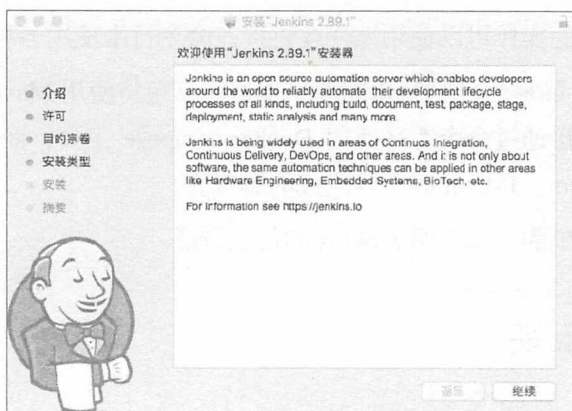 安装"Jenkins 2.89.1"
欢迎使用"Jenkins 2.89.1"安装器
介绍
许可
目的宗卷
安装类型
安装
摘要
Jenkins is an open source automation server which enables developers
around the world to reliably automate their development lifecycle
processes of all kinds, including build, document, test, package, stage,
deployment, static analysis and many more.
Jenkins is being widely used in areas of Continous Integration,
Continuous Delivery, DevOps, and other areas. And it is not only about
software, the same automation techniques can be applied in other areas
like Hardware Engineering, Embedded Systems, BioTech, etc.
For information see https://jenkins.io
返回
继续